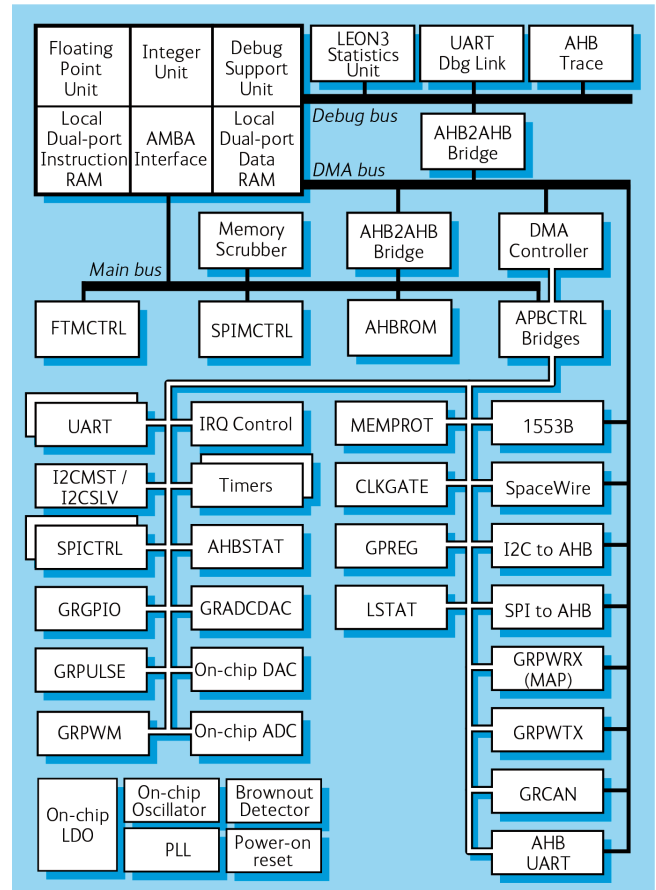 Floating
Point
Unit
Integer
Unit
Debug
Support
Unit
LEON3
Statistics
Unit
UART
Dbg Link
AHB
Trace
Debug bus
Local
Dual-port
Instruction
RAM
AMBA
Interface
Local
Dual-port
Data
RAM
AHB2AHB
Bridge
DMA bus
Memory
Scrubber
AHB2AHB
Bridge
DMA
Controller
Main bus
FTMCTRL
SPIMCTRL
AHBROM
APBCTRL
Bridges
UART
IRQ Control
MEMPROT
1553B
I2CMST /
I2CSLV
Timers
CLKGATE
SpaceWire
SPICTRL
AHBSTAT
GPREG
I2C to AHB
GRGPIO
GRADCDAC
LSTAT
SPI to AHB
GRPULSE
On-chip DAC
GRPWRX
(MAP)
GRPWM
On-chip ADC
GRPWTX
On-chip
LDO
On-chip
Oscillator
Brownout
Detector
GRCAN
PLL
Power-on
reset
AHB
UART